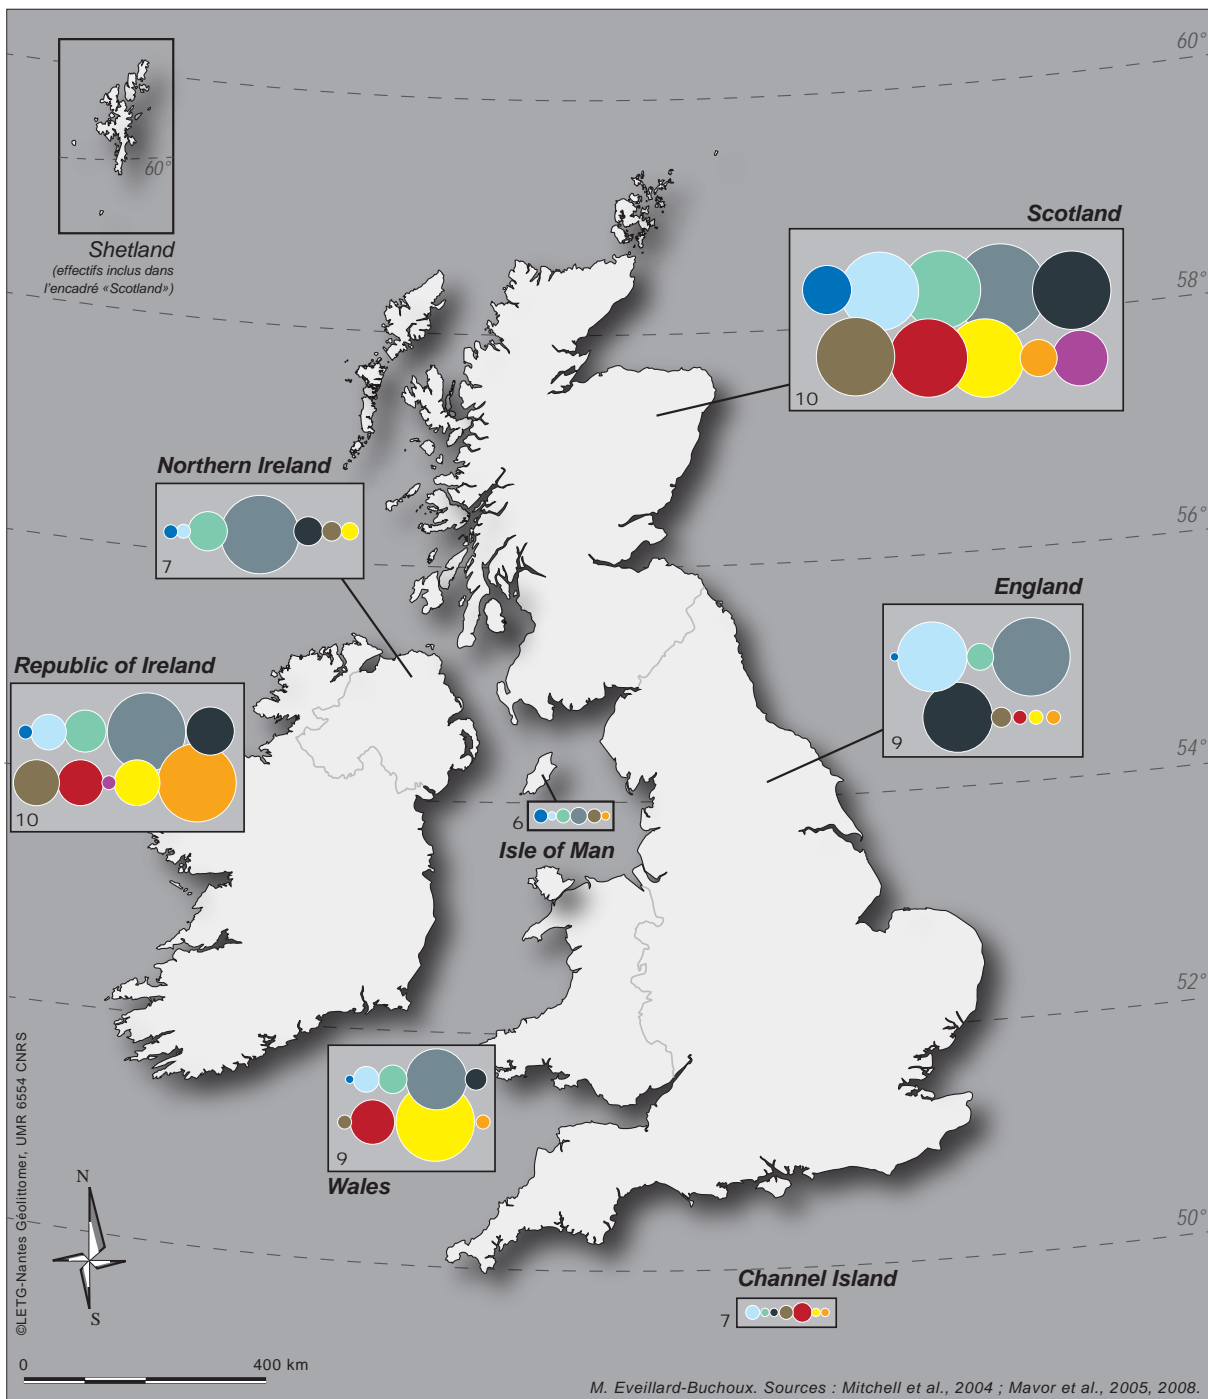 60°
60°
Shetland
(effectifs inclus dans
l'encadré «Scotland»)
Scotland
10
58°
Northern Ireland
7
56°
England
9
Republic of Ireland
10
54°
6
Isle of Man
52°
9
Wales
50°
Channel Island
7
N
S
©LETG-Nantes Géolittomer, UMR 6554 CNRS
0 400 km
M. Eveillard-Buchoux. Sources : Mitchell et al., 2004 ; Mavor et al., 2005, 2008.